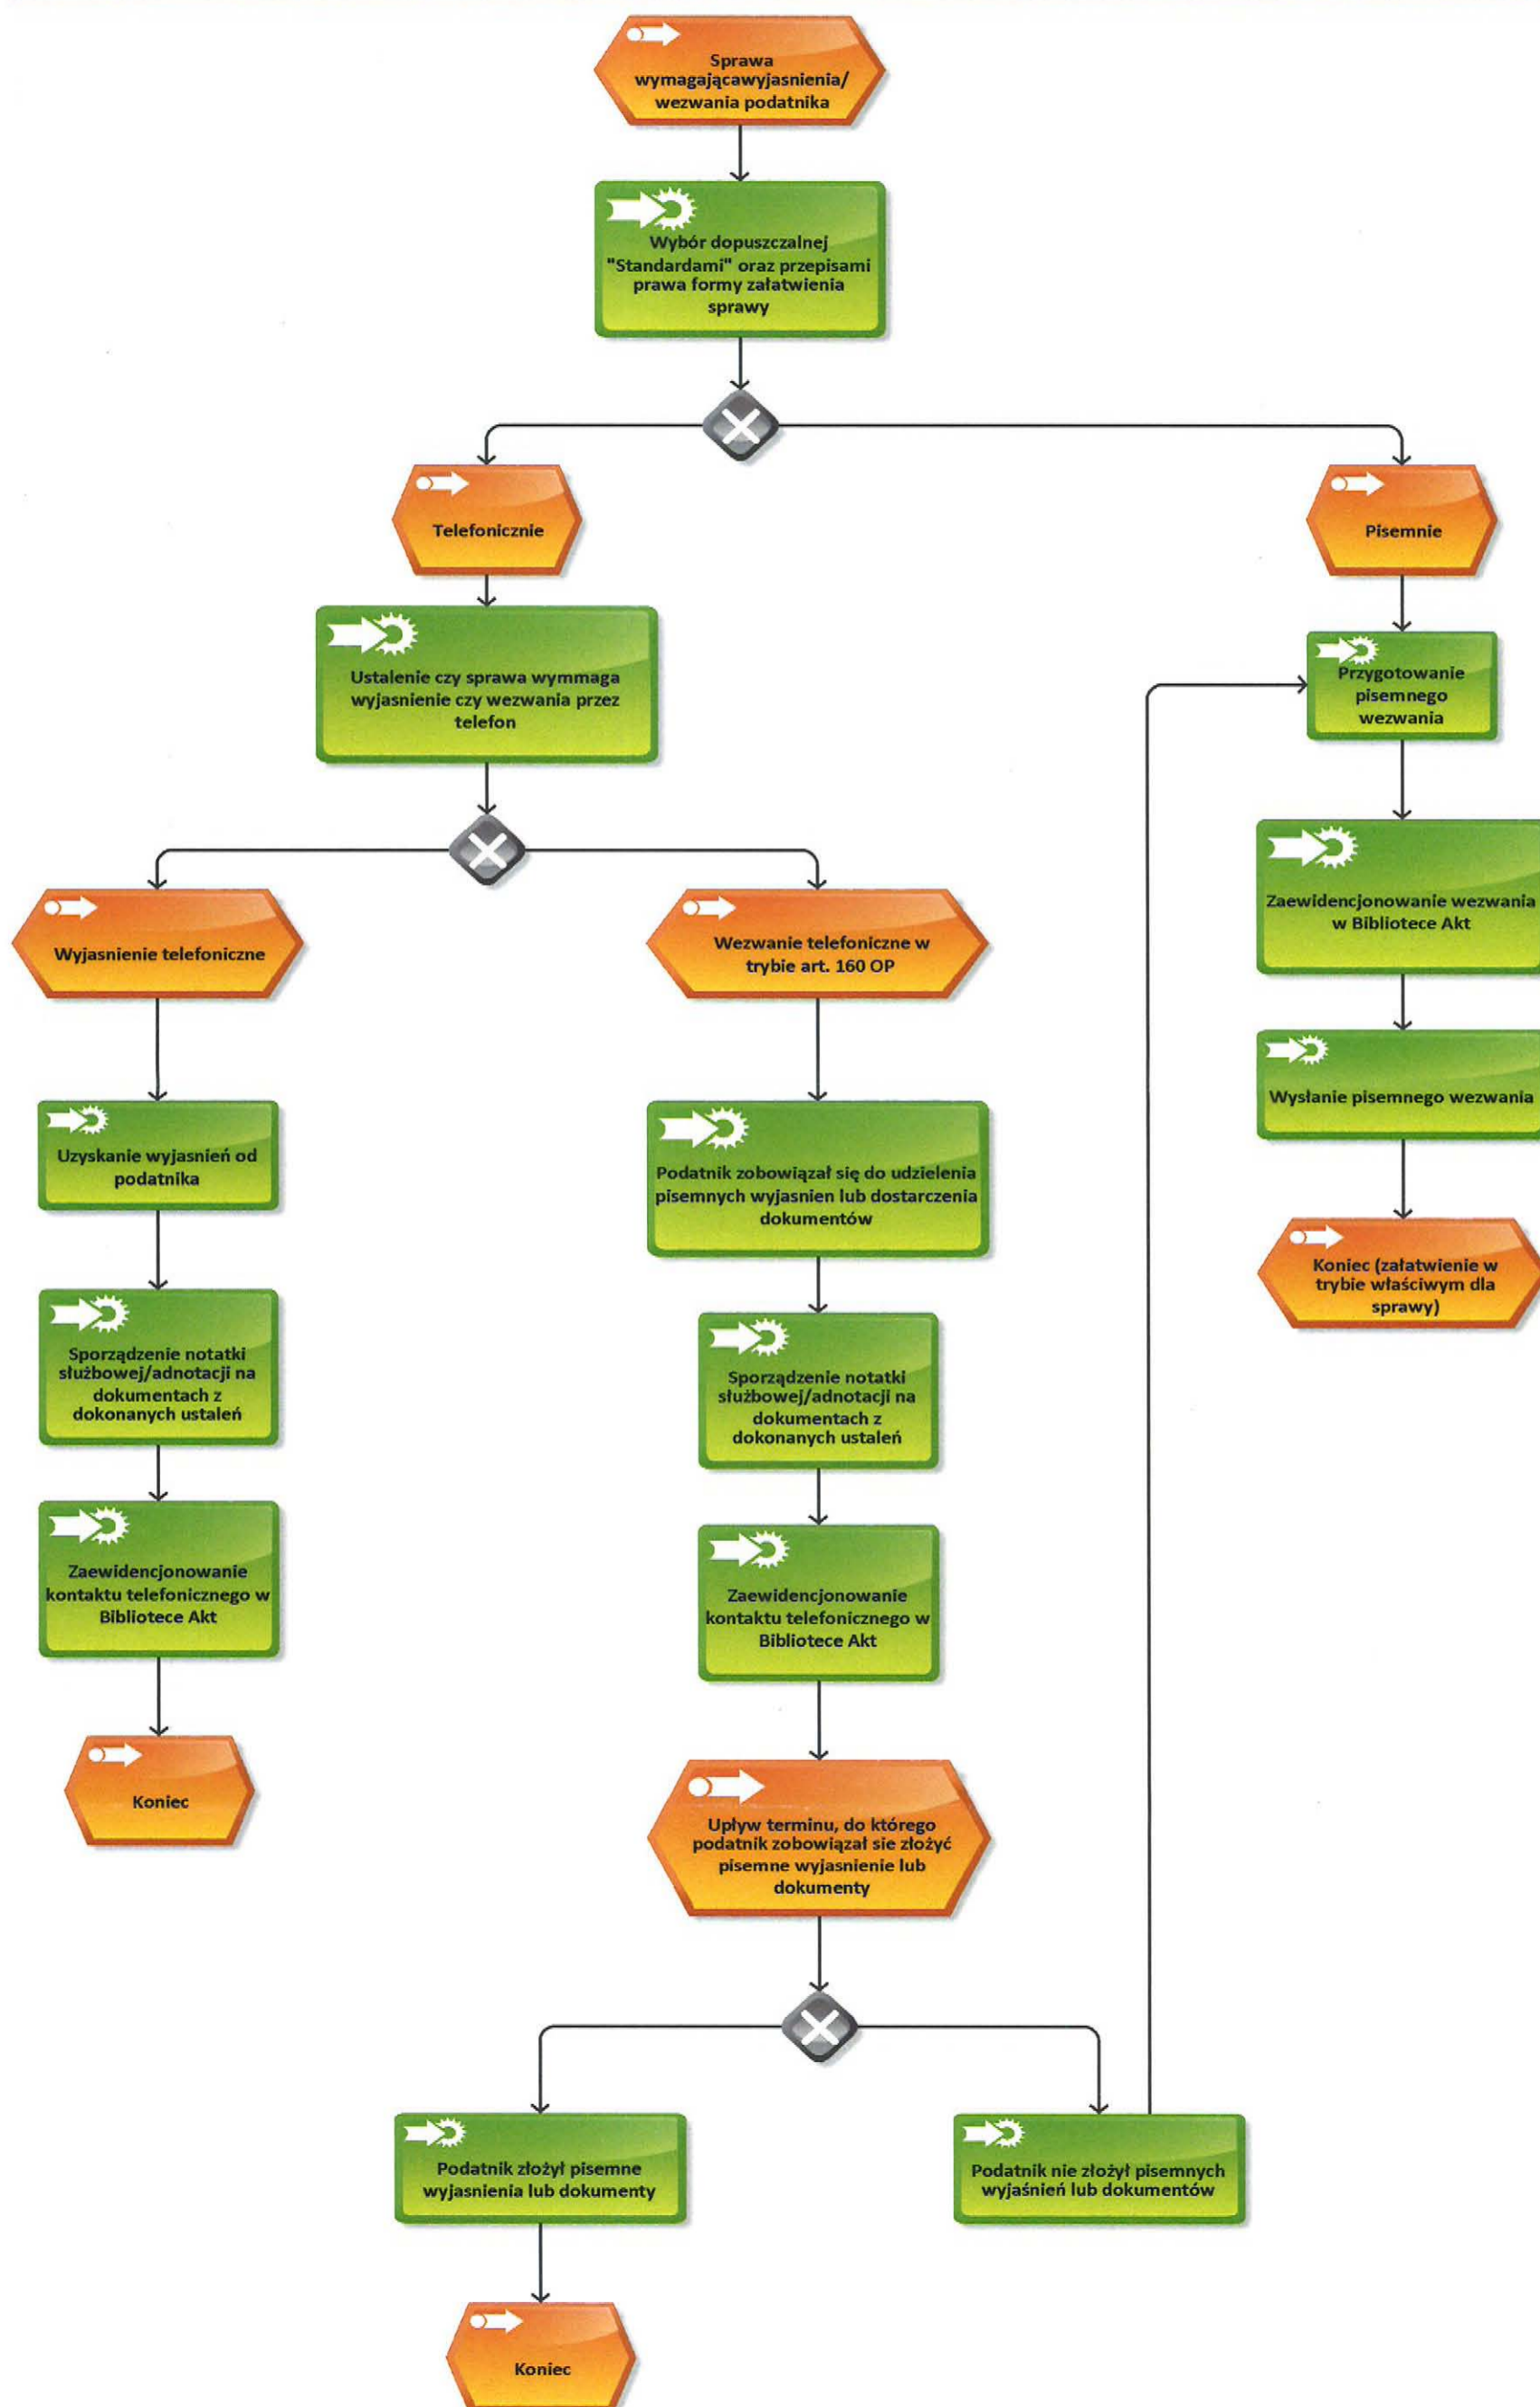 Sprawa
wymagającawyjasnienia/
wezwania podatnika
Wybór dopuszczalnej
"Standardami" oraz przepisami
prawa formy załatwienia
sprawy
Telefonicznie
Pisemnie
Ustalenie czy sprawa wymmaga
wyjasnienie czy wezwania przez
telefon
Przygotowanie
pisemnego
wezwania
Wyjasnienie telefoniczne
Wezwanie telefoniczne w
trybie art. 160 OP
Zaewidencjonowanie wezwania
w Bibliotece Akt
Wysłanie pisemnego wezwania
Koniec (załatwienie w
trybie właściwym dla
sprawy)
Uzyskanie wyjasnień od
podatnika
Sporządzenie notatki
służbowej/adnotacji na
dokumentach z
dokonanych ustaleń
Zaewidencjonowanie
kontaktu telefonicznego w
Bibliotece Akt
Koniec
Podatnik zobowiązał się do udzielenia
pisemnych wyjasnien lub dostarczenia
dokumentów
Sporządzenie notatki
służbowej/adnotacji na
dokumentach z
dokonanych ustaleń
Zaewidencjonowanie
kontaktu telefonicznego w
Bibliotece Akt
Upływ terminu, do którego
podatnik zobowiązał sie złożyć
pisemne wyjasnienie lub
dokumenty
Podatnik złożył pisemne
wyjasnienia lub dokumenty
Podatnik nie złożył pisemnych
wyjaśnień lub dokumentów
Koniec